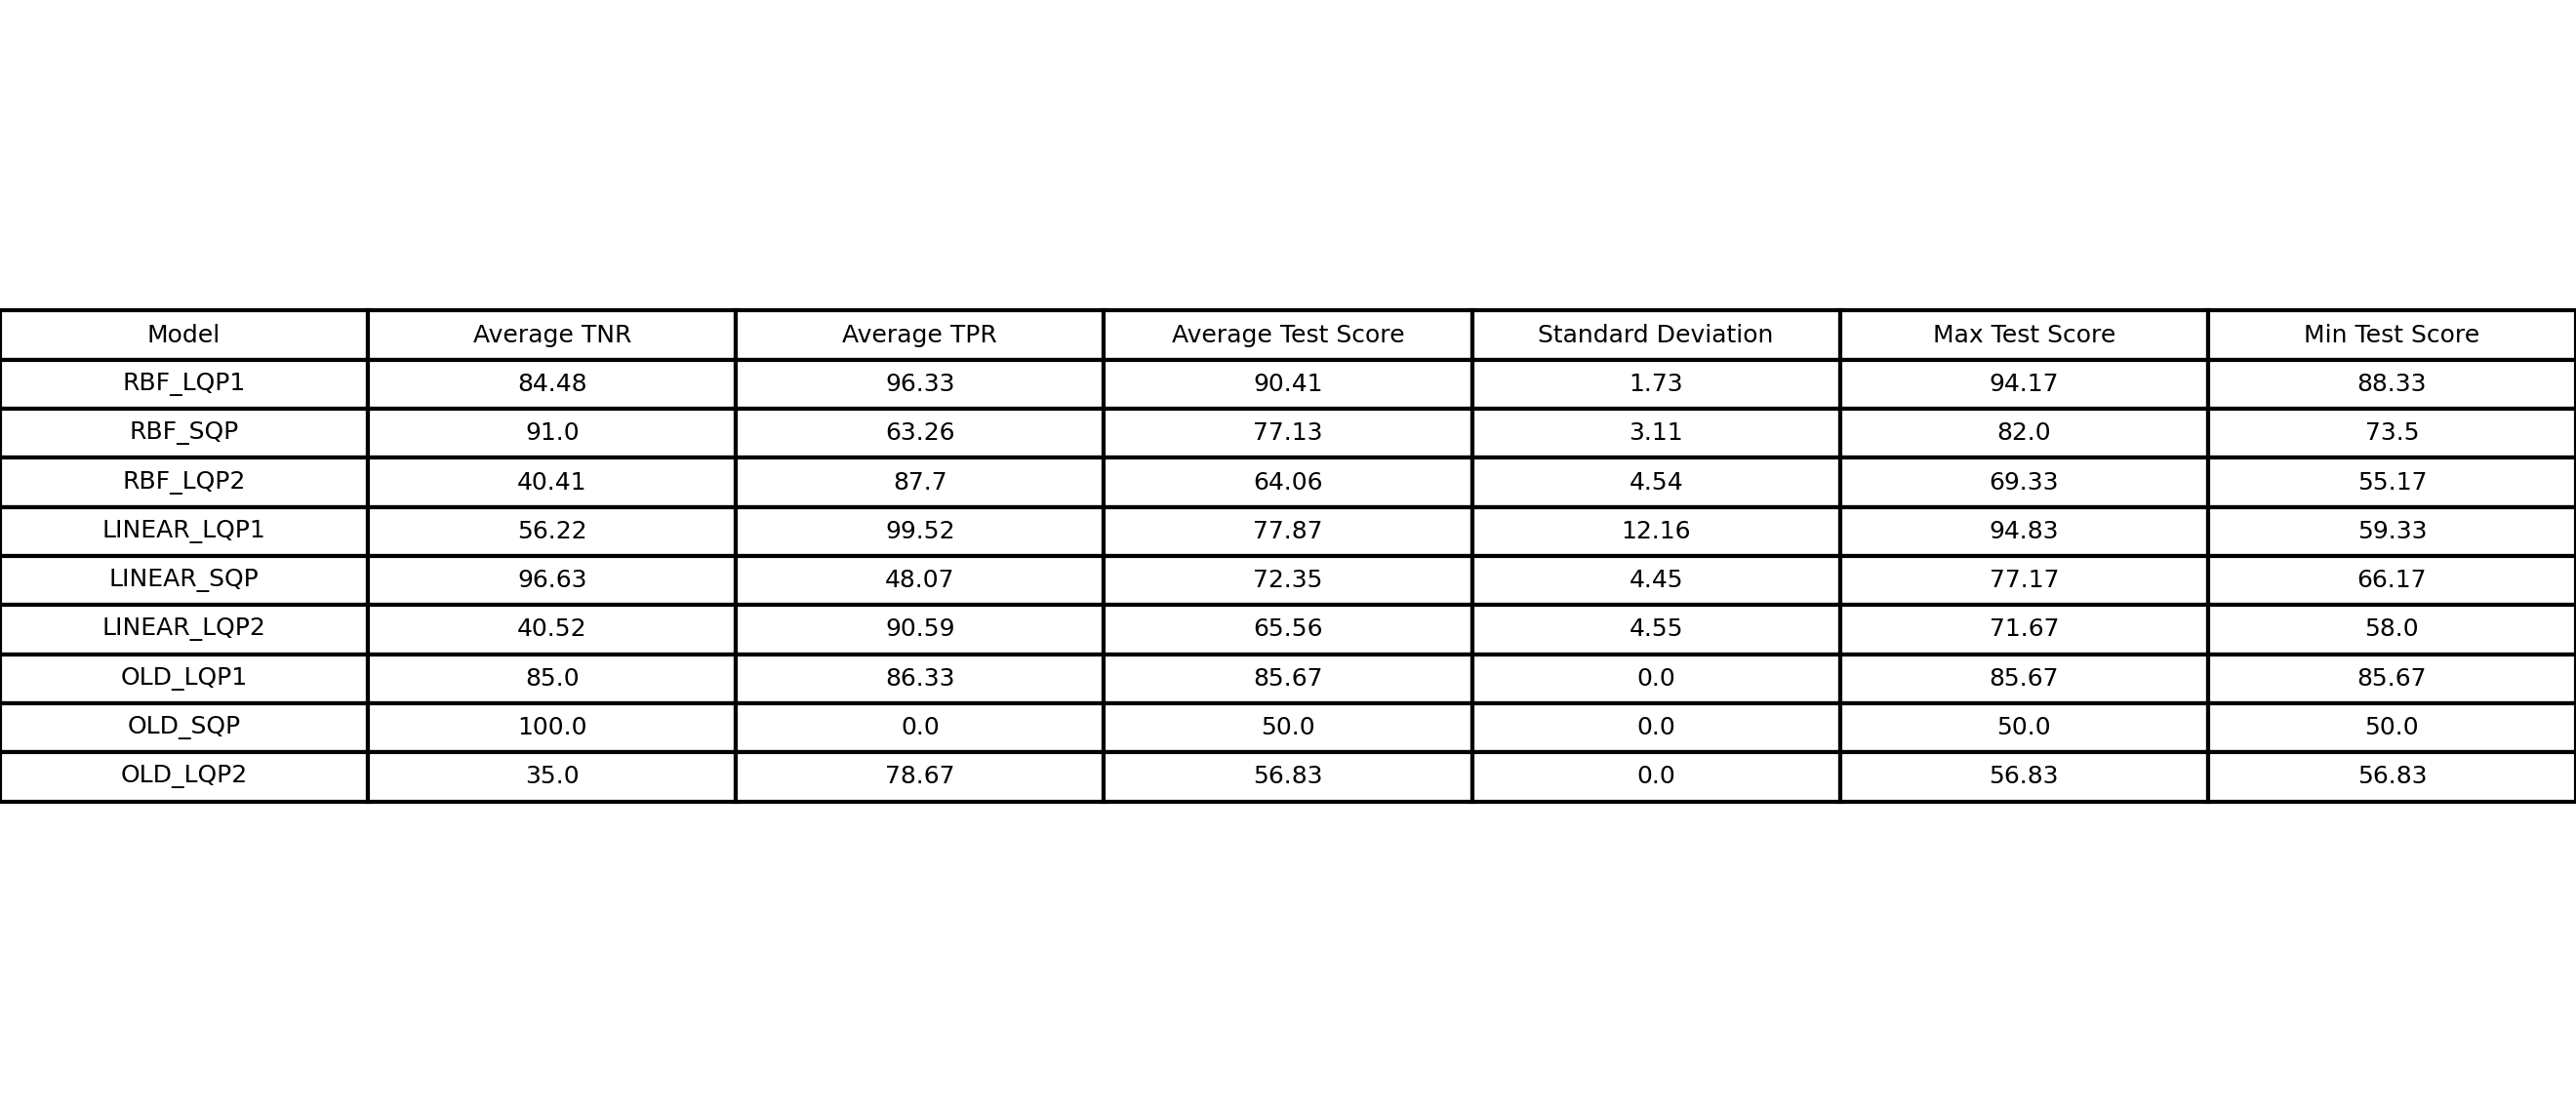 Model Average TNR Average TPR Average Test Score Standard Deviation Max Test Score Min Test Score
RBF_LQP1 84.48 96.33 90.41 1.73 94.17 88.33
RBF_SQP 91.0 63.26 77.13 3.11 82.0 73.5
RBF_LQP2 40.41 87.7 64.06 4.54 69.33 55.17
LINEAR_LQP1 56.22 99.52 77.87 12.16 94.83 59.33
LINEAR_SQP 96.63 48.07 72.35 4.45 77.17 66.17
LINEAR_LQP2 40.52 90.59 65.56 4.55 71.67 58.0
OLD_LQP1 85.0 86.33 85.67 0.0 85.67 85.67
OLD_SQP 100.0 0.0 50.0 0.0 50.0 50.0
OLD_LQP2 35.0 78.67 56.83 0.0 56.83 56.83